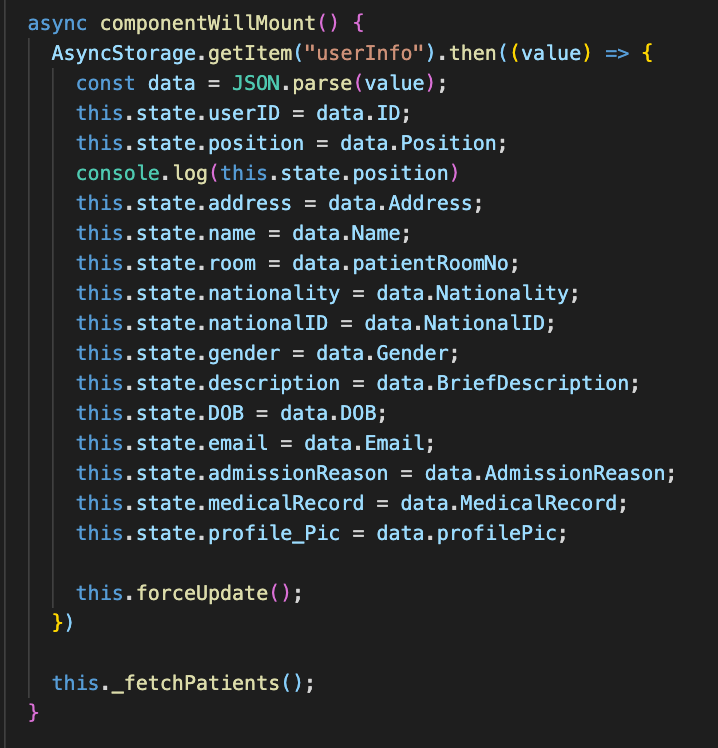 async componentWillMount() {
AsyncStorage.getItem("userInfo").then((value) => {
const data = JSON.parse(value);
this.state.userID = data.ID;
this.state.position = data.Position;
console.log(this.state.position)
this.state.address = data.Address;
this.state.name = data.Name;
this.state.room = data.patientRoomNo;
this.state.nationality = data.Nationality;
this.state.nationalID = data.NationalID;
this.state.gender = data.Gender;
this.state.description = data.BriefDescription;
this.state.DOB = data.DOB;
this.state.email = data.Email;
this.state.admissionReason = data.AdmissionReason;
this.state.medicalRecord = data.MedicalRecord;
this.state.profile_Pic = data.profilePic;
this.forceUpdate();
})
this._fetchPatients();
}